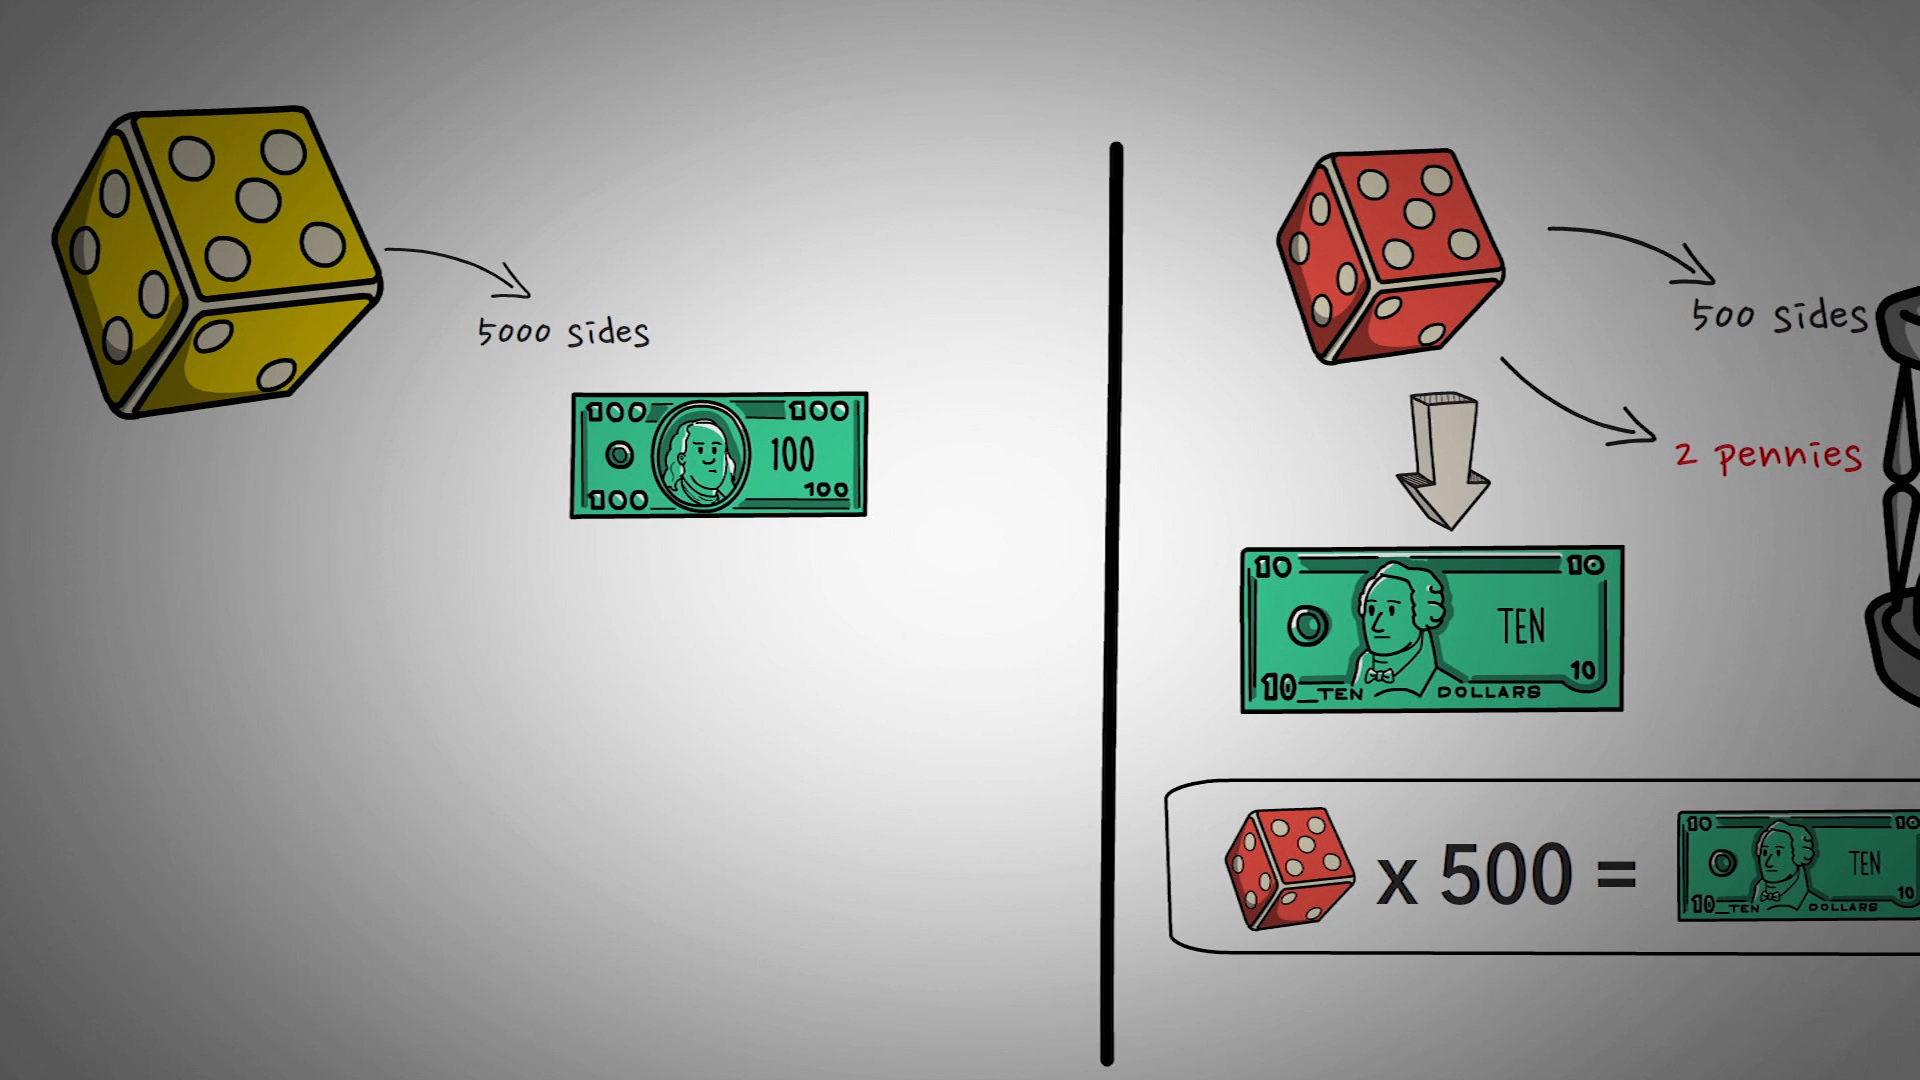 5000 sides
100 100
100
100 100
500 sides
2 pennies
10 10
TEN
10 TEN DOLLARS 10
x 500 =
10 10
TEN
10 TEN DOLLARS 10